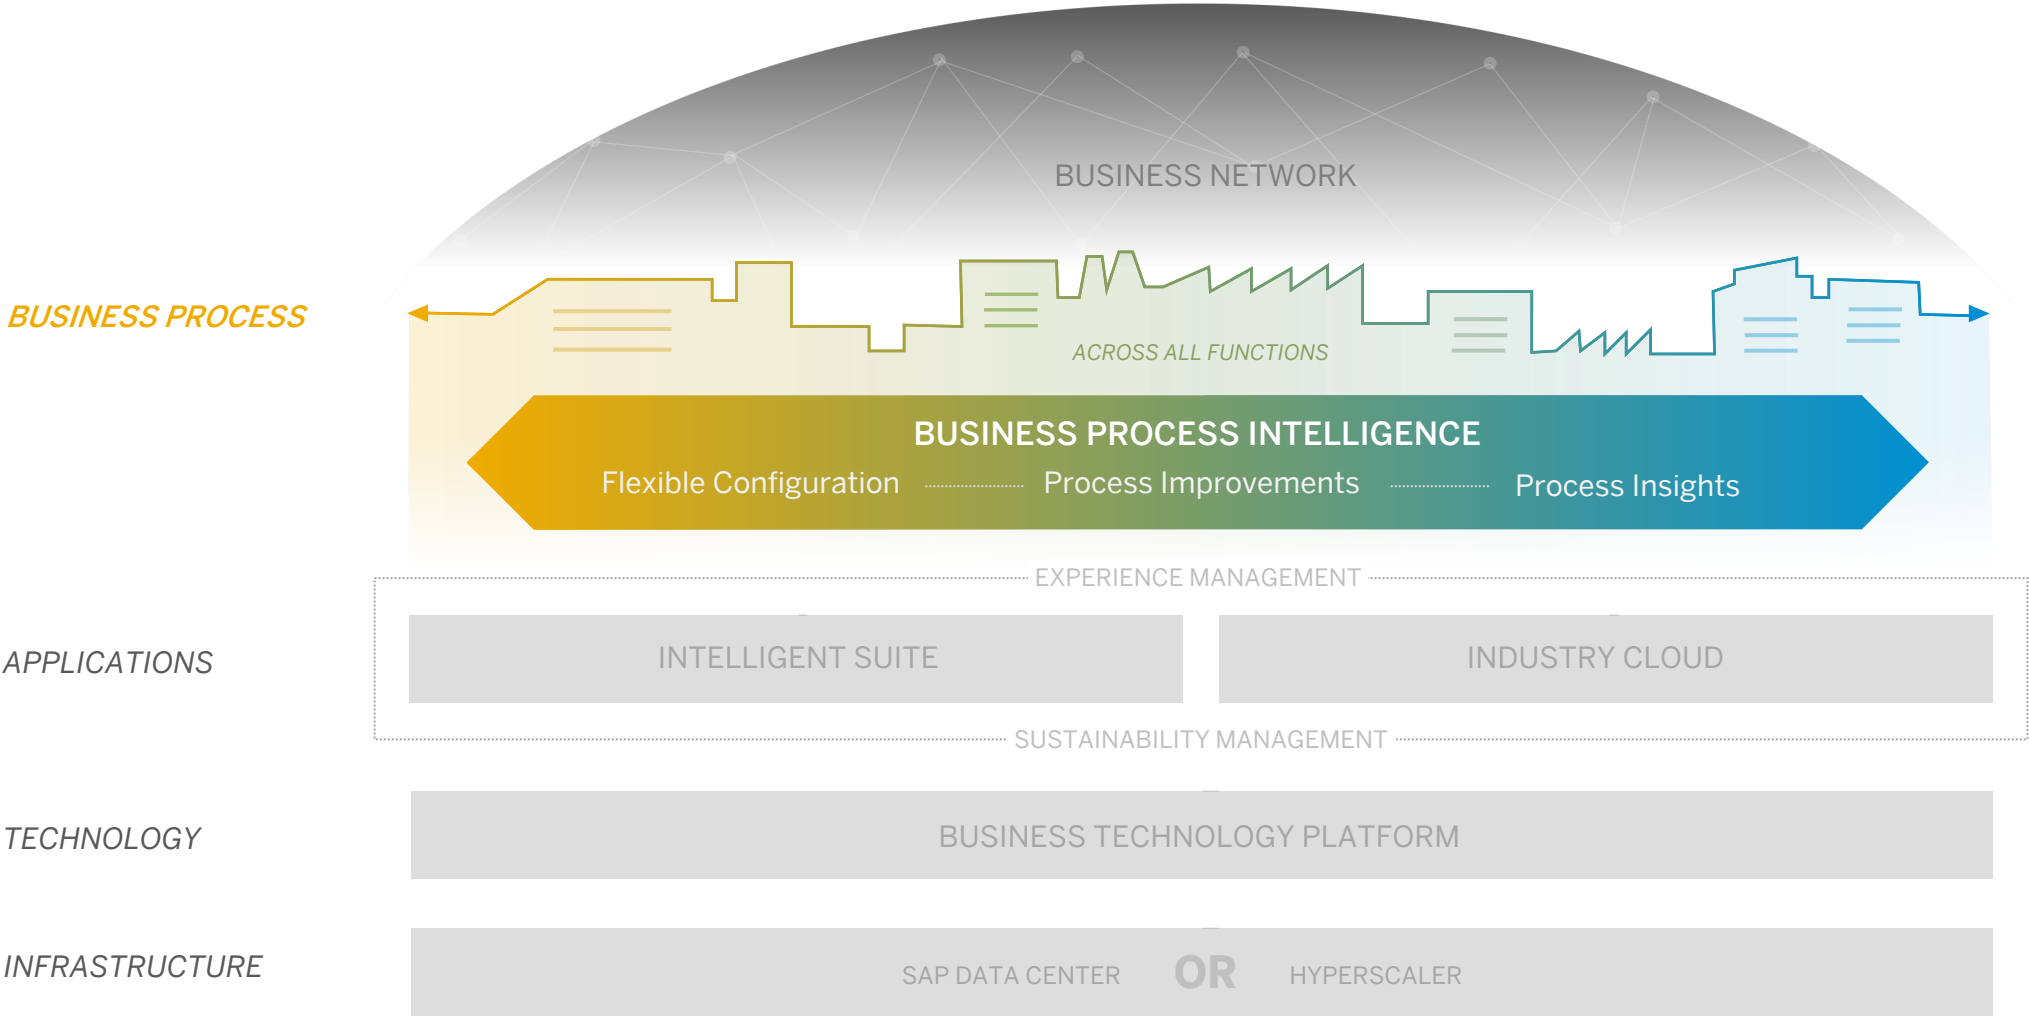 BUSINESS NETWORK
BUSINESS PROCESS
ACROSS ALL FUNCTIONS
BUSINESS PROCESS INTELLIGENCE
Flexible Configuration Process Improvements Process Insights
EXPERIENCE MANAGEMENT
APPLICATIONS
INTELLIGENT SUITE
INDUSTRY CLOUD
SUSTAINABILITY MANAGEMENT
TECHNOLOGY
BUSINESS TECHNOLOGY PLATFORM
INFRASTRUCTURE
SAP DATA CENTER OR HYPERSCALER